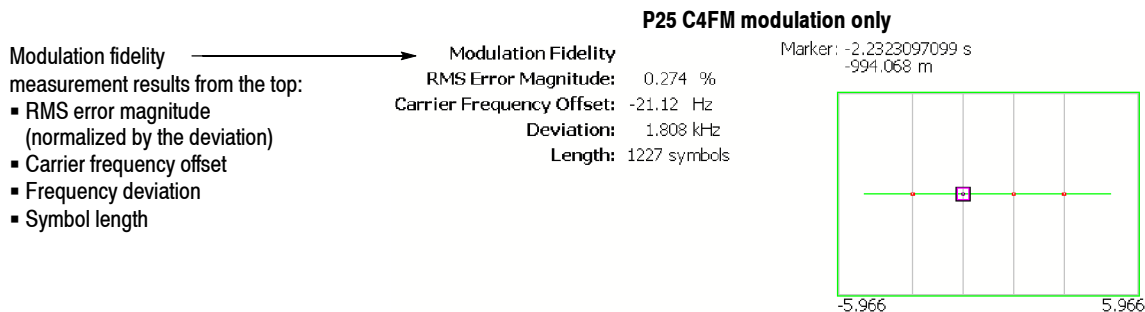 P25 C4FM modulation only
Modulation fidelity
measurement results from the top:
▪ RMS error magnitude
(normalized by the deviation)
▪ Carrier frequency offset
▪ Frequency deviation
▪ Symbol length
Modulation Fidelity
RMS Error Magnitude: 0.274 %
Carrier Frequency Offset: -21.12 Hz
Deviation: 1.808 kHz
Length: 1227 symbols
Marker: -2.2323097099 s
-994.068 m
-5.966 5.966